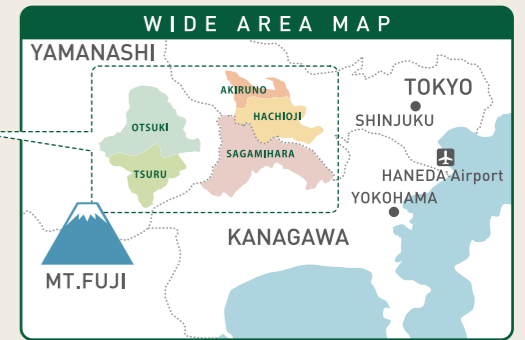 WIDE AREA MAP
YAMANASHI
AKIRUNO
TOKYO
HACHIOJI
SHINJUKU
OTSUKI
SAGAMIHARA
TSURU
HANEDA Airport
YOKOHAMA
KANAGAWA
MT.FUJI